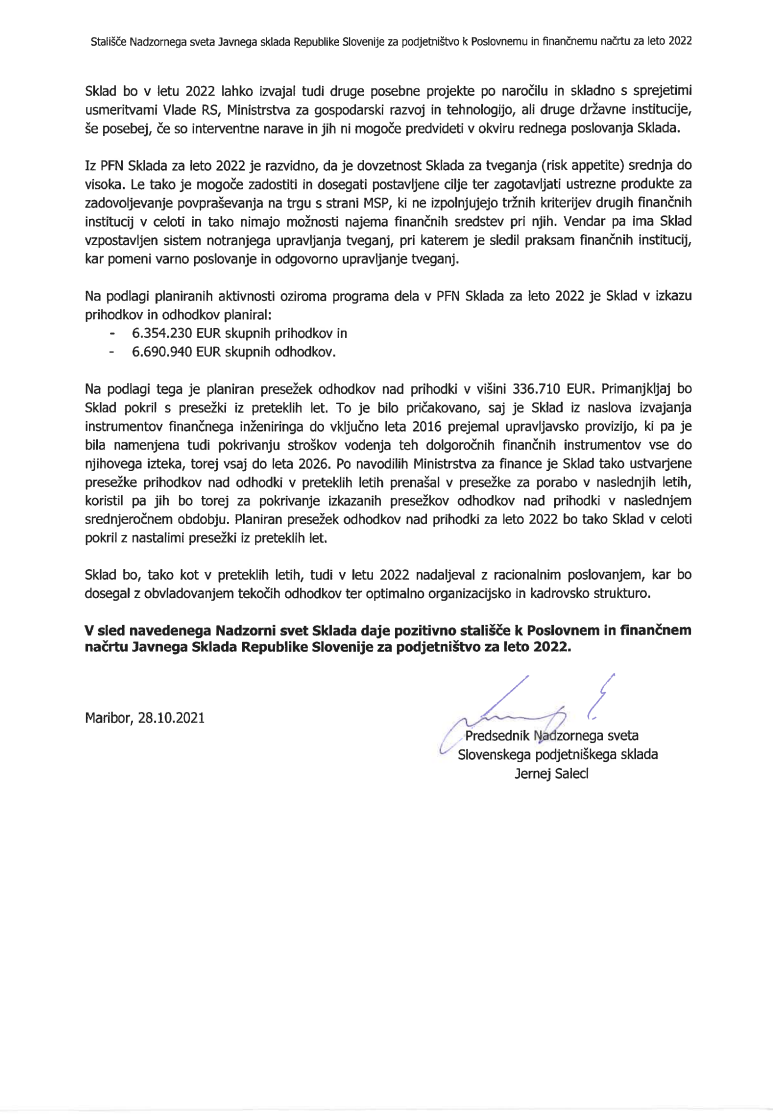 Stališče Nadzornega sveta Javnega sklada Republike Slovenije za podjetništvo k Poslovnemu in finančnemu načrtu za leto 2022
Sklad bo v letu 2022 lahko izvajal tudi druge posebne projekte po naročilu in skladno s sprejetimi
usmeritvami Vlade RS, Ministrstva za gospodarski razvoj in tehnologijo, ali druge državne institucije,
še posebej, če so interventne narave in jih ni mogoče predvideti v okviru rednega poslovanja Sklada.
Iz PFN Sklada za leto 2022 je razvidno, da je dovzetnost Sklada za tveganja (risk appetite) srednja do
visoka. Le tako je mogoče zadostiti in dosegati postavljene cilje ter zagotavljati ustrezne produkte za
zadovoljevanje povpraševanja na trgu s strani MSP, ki ne izpolnjujejo tržnih kriterijev drugih finančnih
institucij v celoti in tako nimajo možnosti najema finančnih sredstev pri njih. Vendar pa ima Sklad
vzpostavljen sistem notranjega upravljanja tveganj, pri katerem je sledil praksam finančnih institucij,
kar pomeni varno poslovanje in odgovorno upravljanje tveganj.
Na podlagi planiranih aktivnosti oziroma programa dela v PFN Sklada za leto 2022 je Sklad v izkazu
prihodkov in odhodkov planiral:
- 6.354.230 EUR skupnih prihodkov in
- 6.690.940 EUR skupnih odhodkov.
Na podlagi tega je planiran presežek odhodkov nad prihodki v višini 336.710 EUR. Primanjkljaj bo
Sklad pokril s presežki iz preteklih let. To je bilo pričakovano, saj je Sklad iz naslova izvajanja
instrumentov finančnega inženiringa do vključno leta 2016 prejemal upravljavsko provizijo, ki pa je
bila namenjena tudi pokrivanju stroškov vodenja teh dolgoročnih finančnih instrumentov vse do
njihovega izteka, torej vsaj do leta 2026. Po navodilih Ministrstva za finance je Sklad tako ustvarjene
presežke prihodkov nad odhodki v preteklih letih prenašal v presežke za porabo v naslednjih letih,
koristil pa jih bo torej za pokrivanje izkazanih presežkov odhodkov nad prihodki v naslednjem
srednjeročnem obdobju. Planiran presežek odhodkov nad prihodki za leto 2022 bo tako Sklad v celoti
pokril z nastalimi presežki iz preteklih let.
Sklad bo, tako kot v preteklih letih, tudi v letu 2022 nadaljeval z racionalnim poslovanjem, kar bo
dosegal z obvladovanjem tekočih odhodkov ter optimalno organizacijsko in kadrovsko strukturo.
V sled navedenega Nadzorni svet Sklada daje pozitivno stališče k Poslovnem in finančnem
načrtu Javnega Sklada Republike Slovenije za podjetništvo za leto 2022.
Maribor, 28.10.2021
Predsednik Nadzornega sveta
Slovenskega podjetniškega sklada
Jernej Salecl